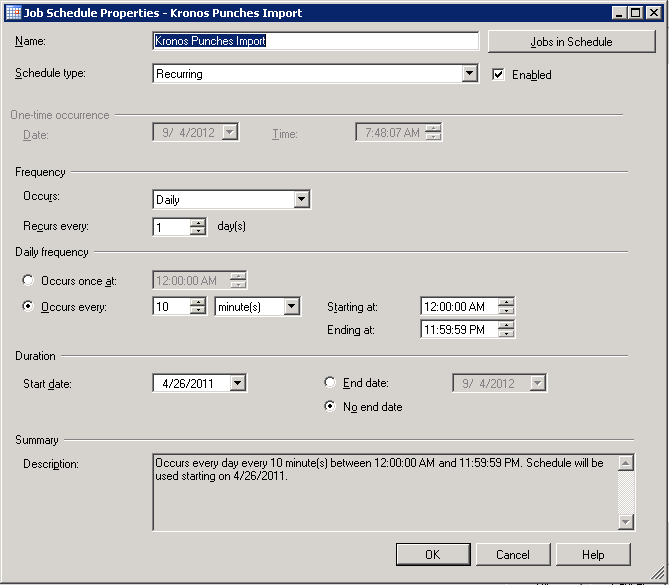 Job Schedule Properties - Kronos Punches Import
Name: Kronos Punches Import Jobs in Schedule
Schedule type: Recurring Enabled
One-time occurrence
Date: 9/ 4/2012 Time: 7:48:07 AM
Frequency
Occurs: Daily
Recurs every: 1 day(s)
Daily frequency
Occurs once at: 12:00:00 AM
Occurs every: 10 minute(s) Starting at: 12:00:00 AM
Ending at: 11:59:59 PM
Duration
Start date: 4/26/2011 End date: 9/ 4/2012
No end date
Summary
Description: Occurs every day every 10 minute(s) between 12:00:00 AM and 11:59:59 PM. Schedule will be
used starting on 4/26/2011.
OK Cancel Help